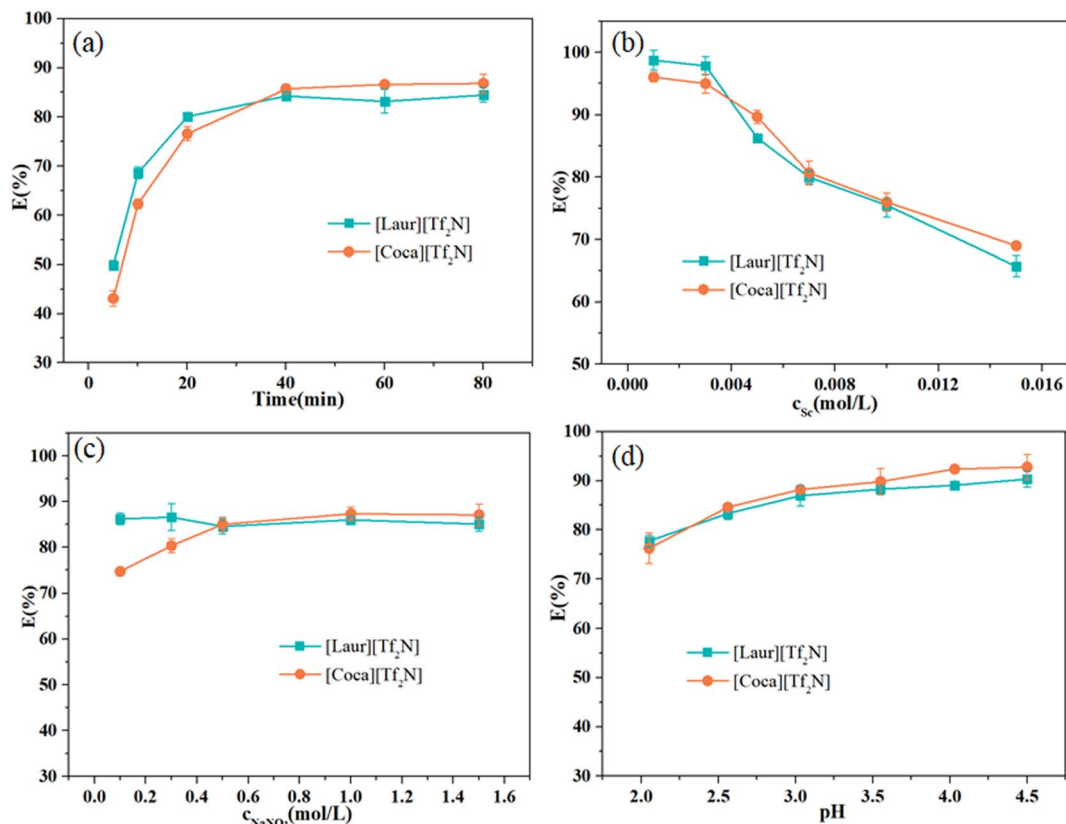 (a)
100
90
80
70
60
50
40
30
E(%)
0 20 40 60 80
Time(min)
[Laur][Tf₂N]
[Coca][Tf₂N]
(b)
100
90
80
70
60
50
E(%)
0.000 0.004 0.008 0.012 0.016
c_Sc(mol/L)
[Laur][Tf₂N]
[Coca][Tf₂N]
(c)
100
90
80
70
60
50
40
30
E(%)
0.0 0.2 0.4 0.6 0.8 1.0 1.2 1.4 1.6
(mol/L)
[Laur][Tf₂N]
[Coca][Tf₂N]
(d)
100
90
80
70
60
50
40
30
E(%)
2.0 2.5 3.0 3.5 4.0 4.5
pH
[Laur][Tf₂N]
[Coca][Tf₂N]